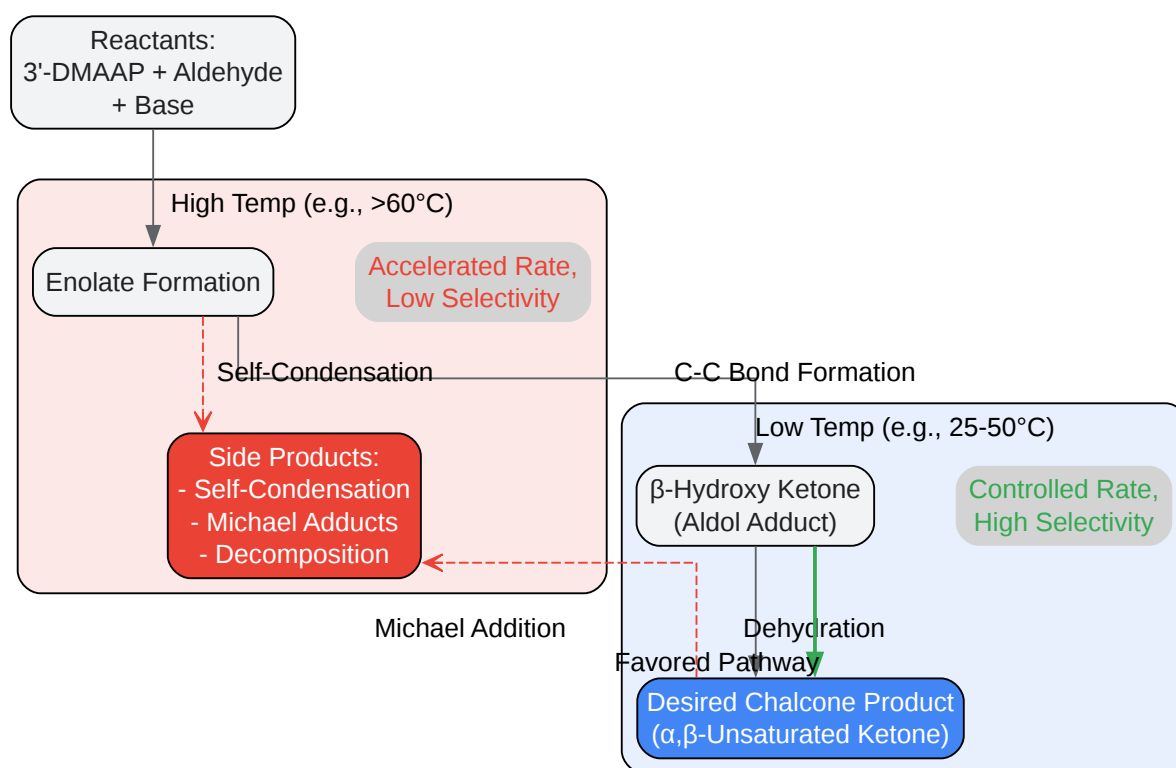 Reactants:
3'-DMAAP + Aldehyde
+ Base
High Temp (e.g., >60°C)
Enolate Formation
Accelerated Rate,
Low Selectivity
Self-Condensation
C-C Bond Formation
Low Temp (e.g., 25-50°C)
Side Products:
- Self-Condensation
- Michael Adducts
- Decomposition
β-Hydroxy Ketone
(Aldol Adduct)
Controlled Rate,
High Selectivity
Michael Addition
Dehydration
Favored Pathway
Desired Chalcone Product
(α,β-Unsaturated Ketone)